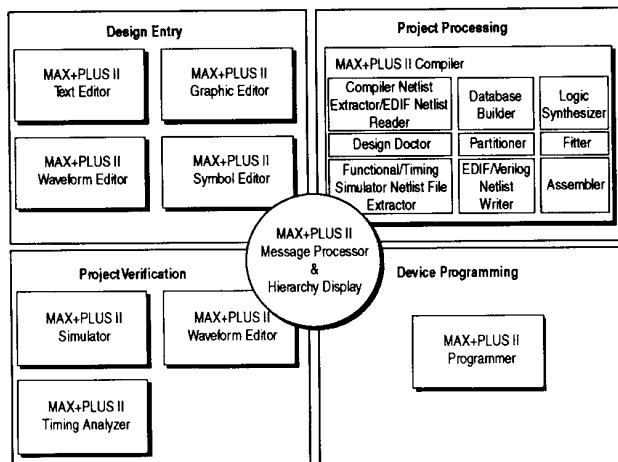 Design Entry
MAX+PLUS II
Text Editor
MAX+PLUS II
Graphic Editor
MAX+PLUS II
Waveform Editor
MAX+PLUS II
Symbol Editor
Project Processing
MAX+PLUS II Compiler
Compiler Netlist
Extractor/EDIF Netlist
Reader
Database
Builder
Logic
Synthesizer
Design Doctor
Partitioner
Fitter
Functional/Timing
Simulator Netlist File
Extractor
EDIF/Verilog
Netlist
Writer
Assembler
MAX+PLUS II
Message Processor
&
Hierarchy Display
Project Verification
MAX+PLUS II
Simulator
MAX+PLUS II
Waveform Editor
MAX+PLUS II
Timing Analyzer
Device Programming
MAX+PLUS II
Programmer